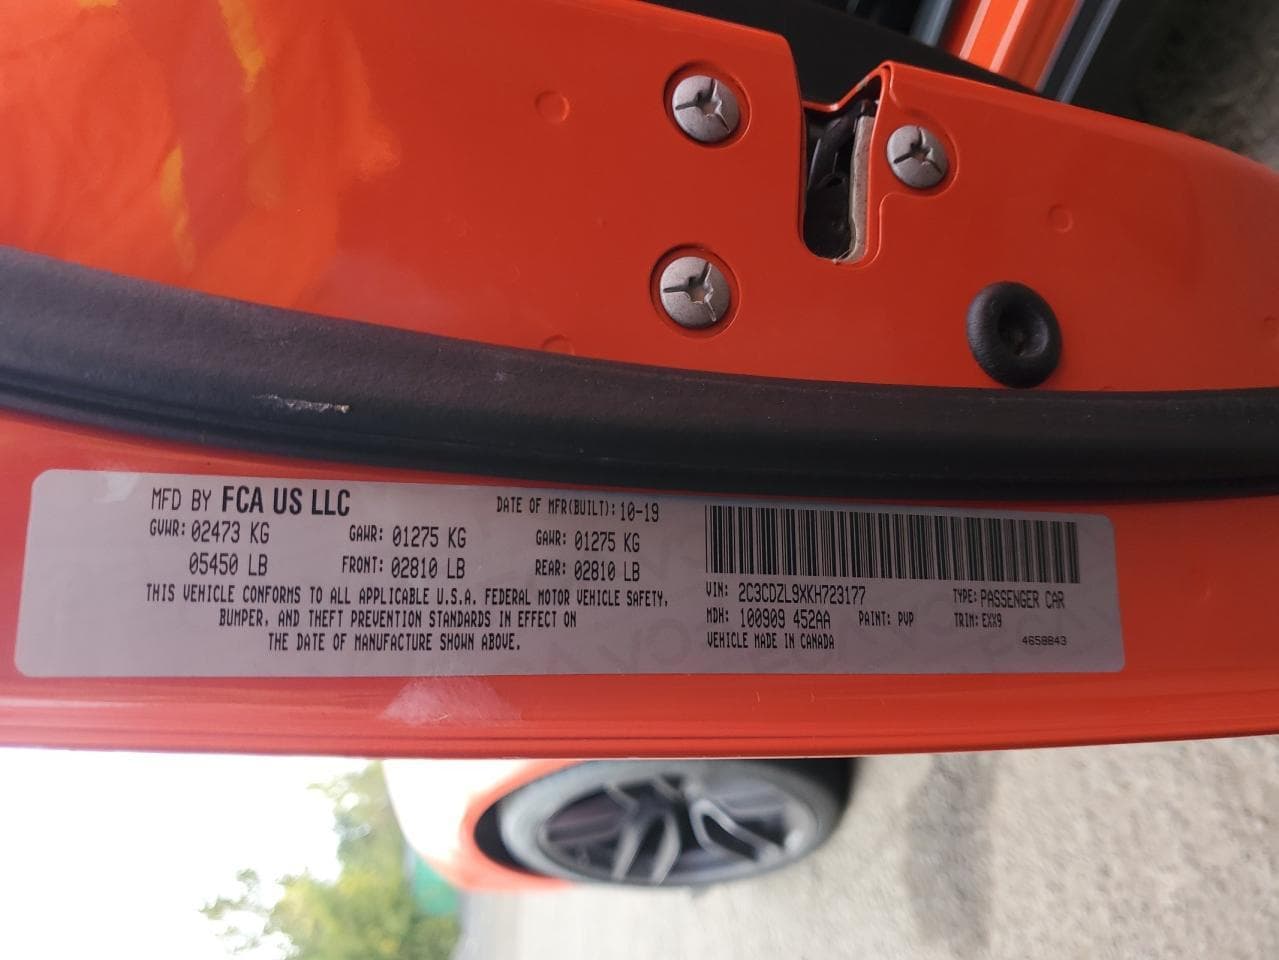 MFD BY FCA US LLC DATE OF MFR(BUILT): 10-19
GVWR: 02473 KG GAWR: 01275 KG GAWR: 01275 KG
05450 LB FRONT: 02810 LB REAR: 02810 LB
THIS VEHICLE CONFORMS TO ALL APPLICABLE U.S.A. FEDERAL MOTOR VEHICLE SAFETY,
BUMPER, AND THEFT PREVENTION STANDARDS IN EFFECT ON
THE DATE OF MANUFACTURE SHOWN ABOVE.
VIN: 2C3CDZL9XKH723177 TYPE: PASSENGER CAR
MDH: 100909 452AA PAINT: PVP TRIM: EXX9
VEHICLE MADE IN CANADA 4658843